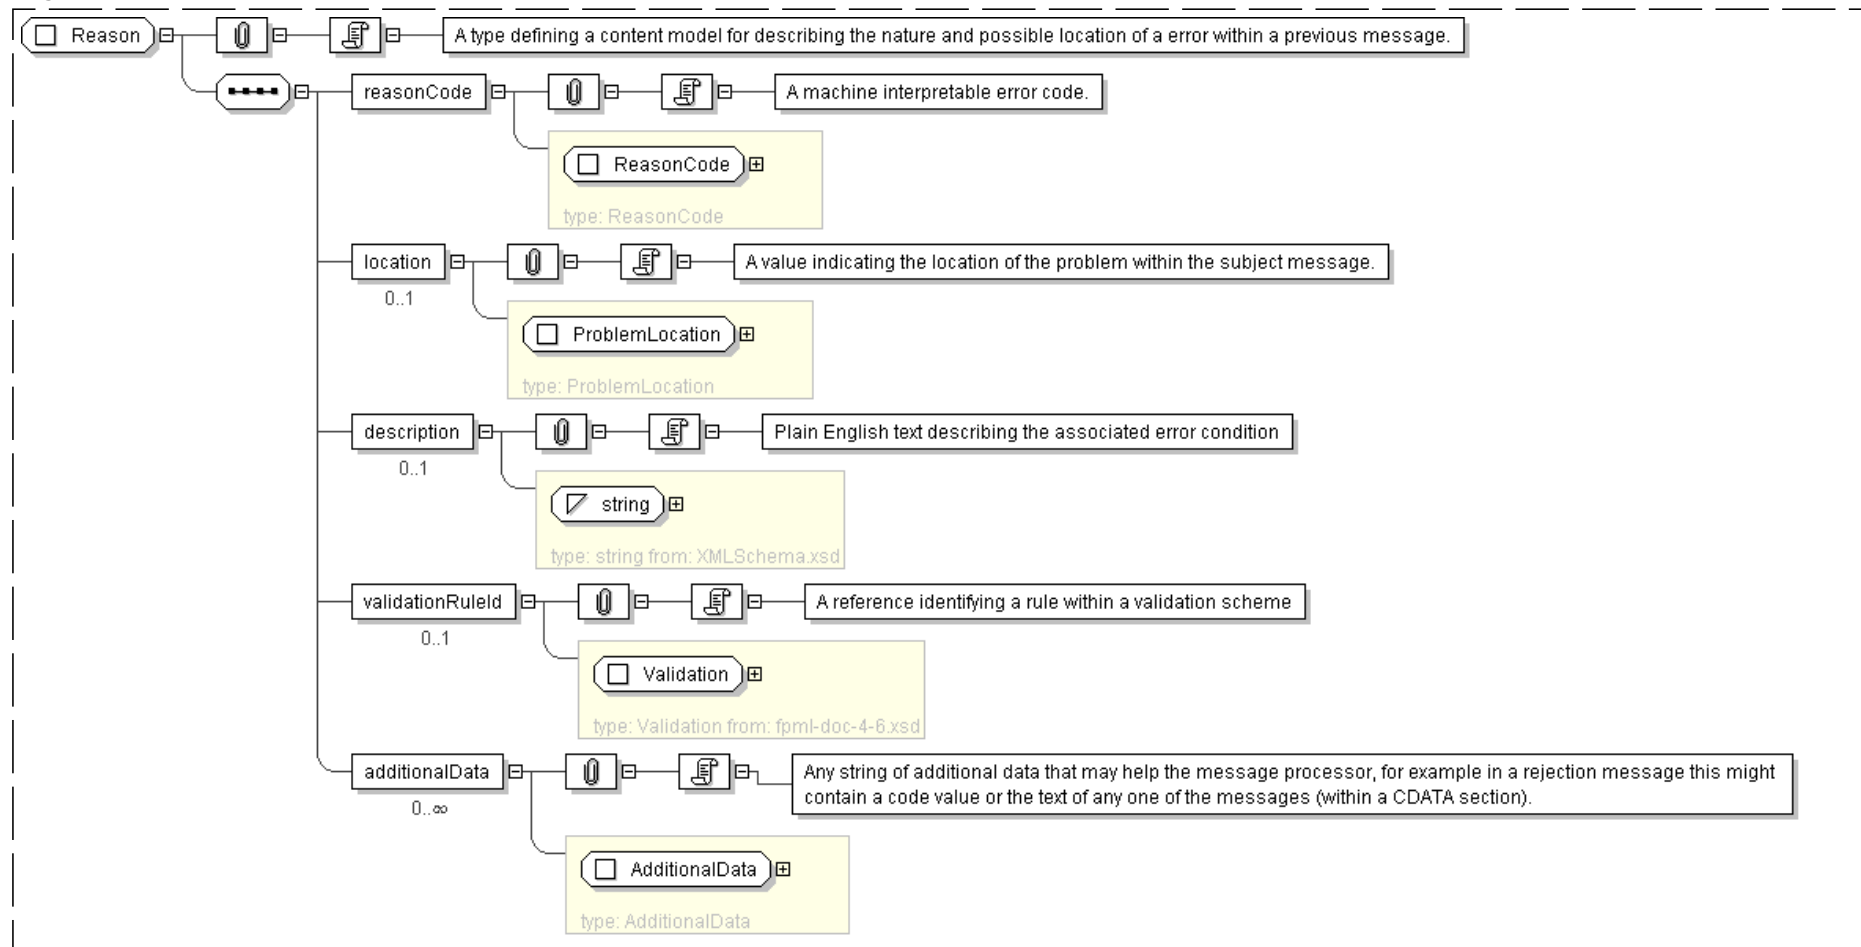 Reason
A type defining a content model for describing the nature and possible location of a error within a previous message.
reasonCode
A machine interpretable error code.
ReasonCode
type: ReasonCode
location
A value indicating the location of the problem within the subject message.
0..1
ProblemLocation
type: ProblemLocation
description
Plain English text describing the associated error condition
0..1
string
type: string from: XMLSchema.xsd
validationRuleId
A reference identifying a rule within a validation scheme
0..1
Validation
type: Validation from: fpml-doc-4-6.xsd
additionalData
Any string of additional data that may help the message processor, for example in a rejection message this might
contain a code value or the text of any one of the messages (within a CDATA section).
0..∞
AdditionalData
type: AdditionalData